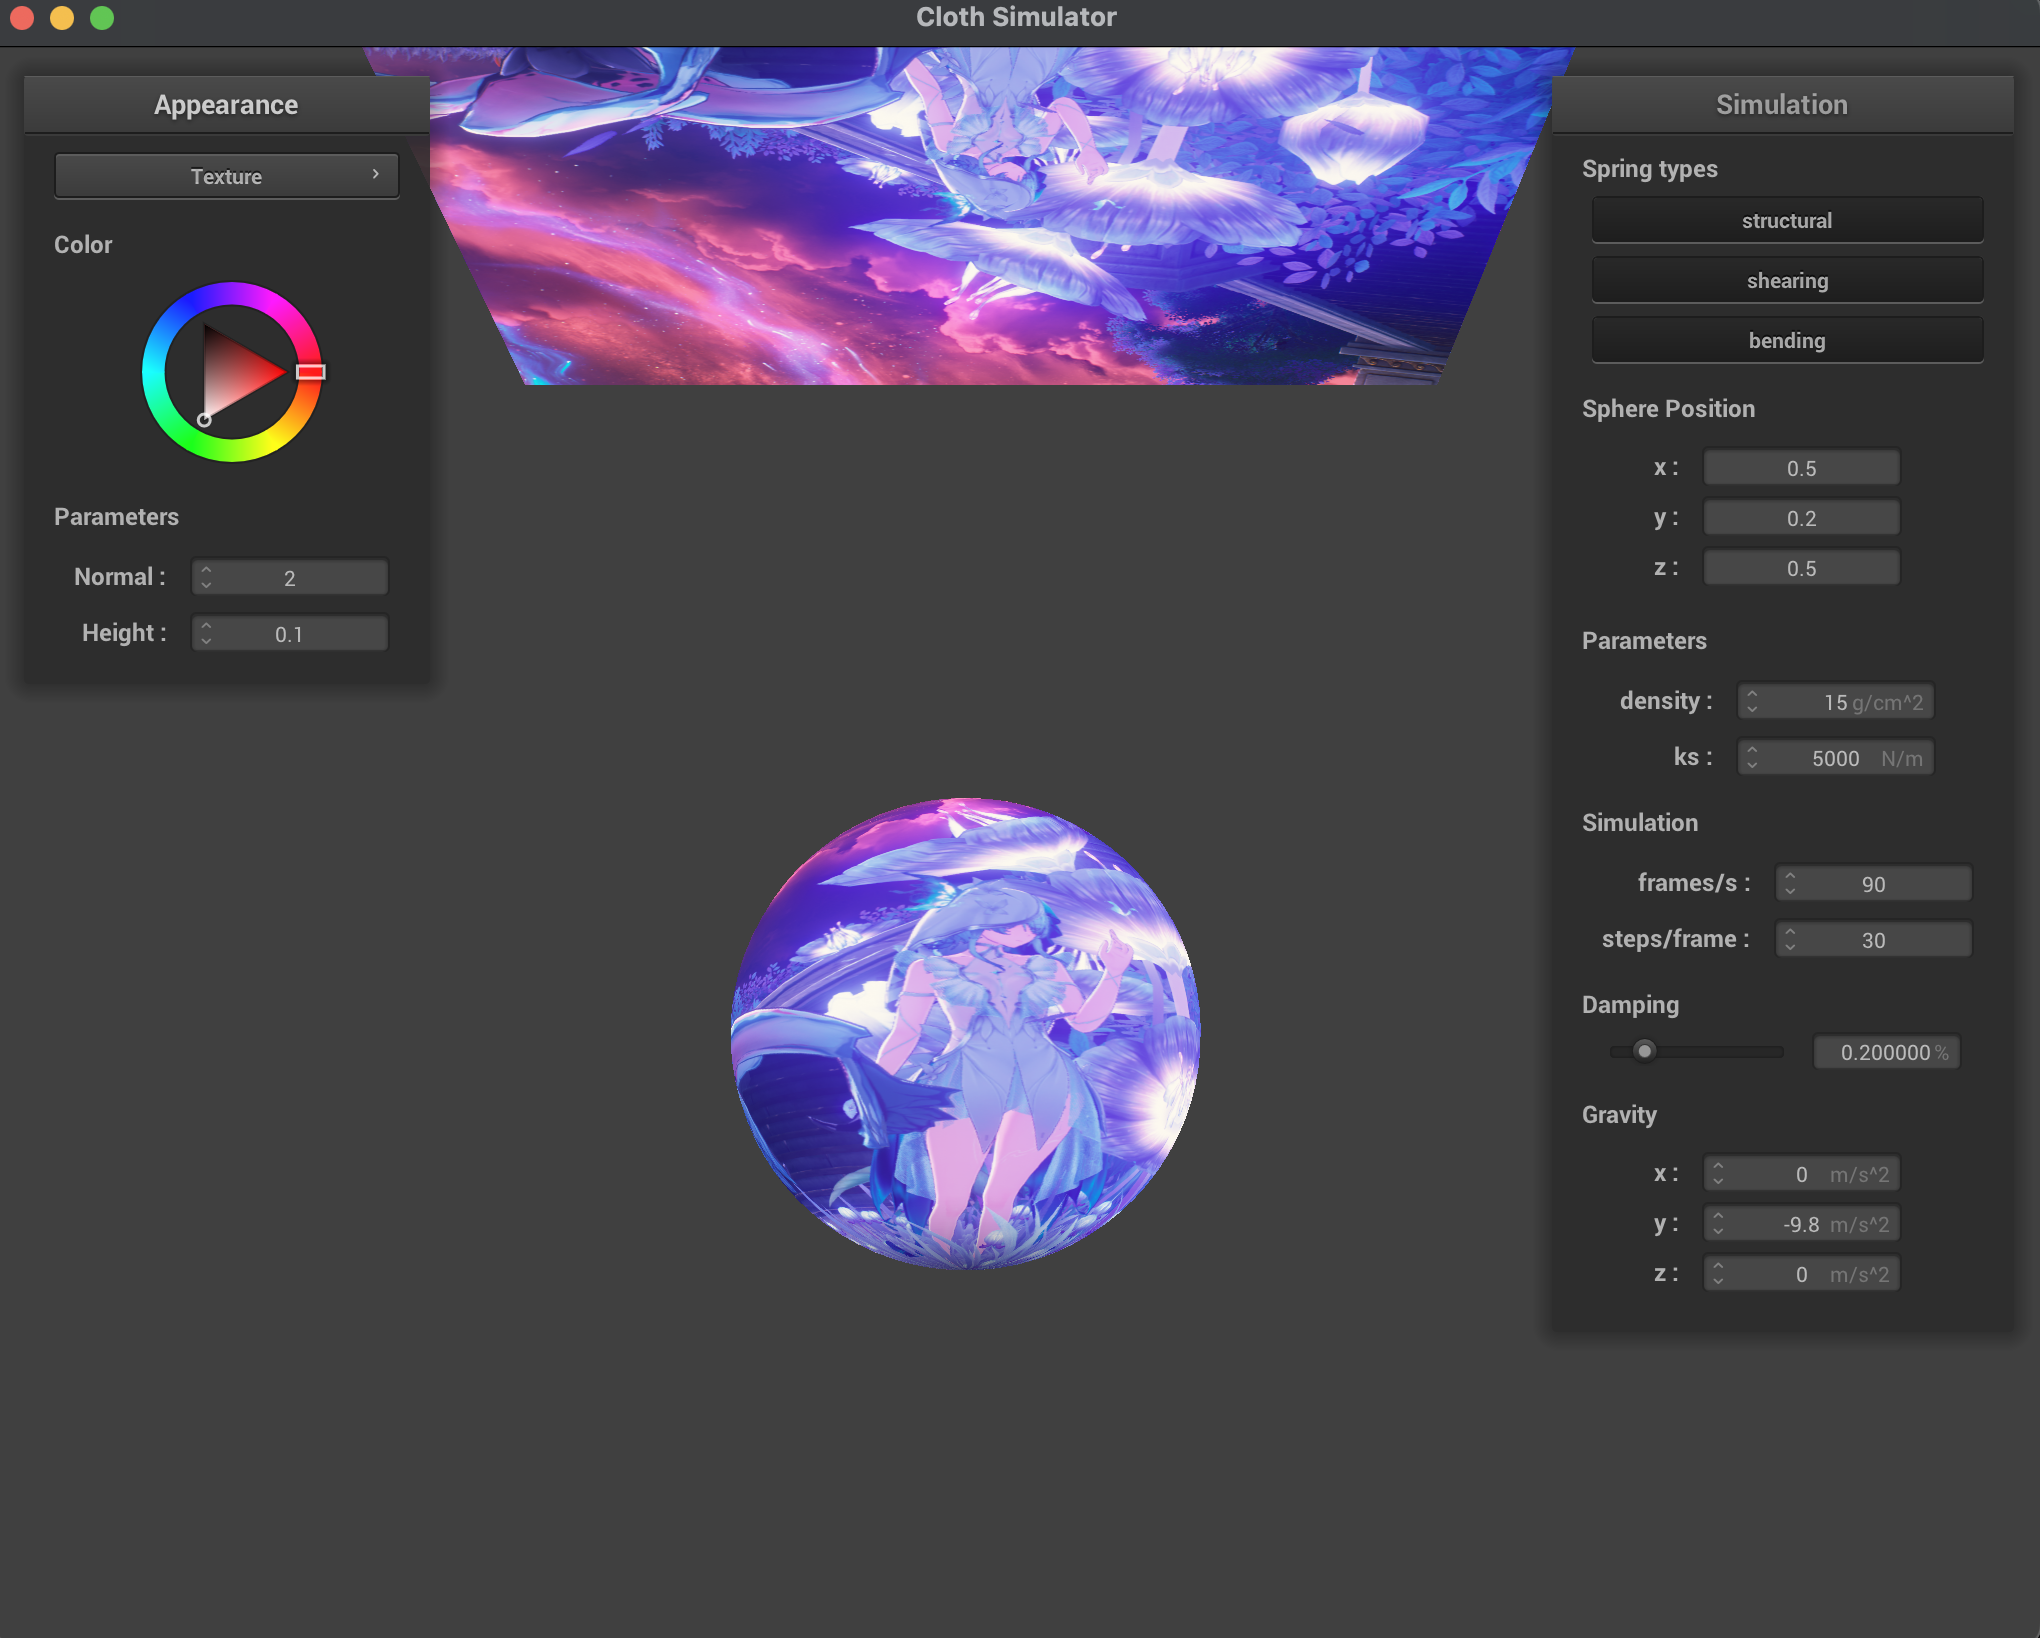 Cloth Simulator
Appearance
Texture
Color
Parameters
Normal : 2
Height : 0.1
Simulation
Spring types
structural
shearing
bending
Sphere Position
x : 0.5
y : 0.2
z : 0.5
Parameters
density : 15 g/cm^2
ks : 5000 N/m
Simulation
frames/s : 90
steps/frame : 30
Damping
0.200000 %
Gravity
x : 0 m/s^2
y : -9.8 m/s^2
z : 0 m/s^2